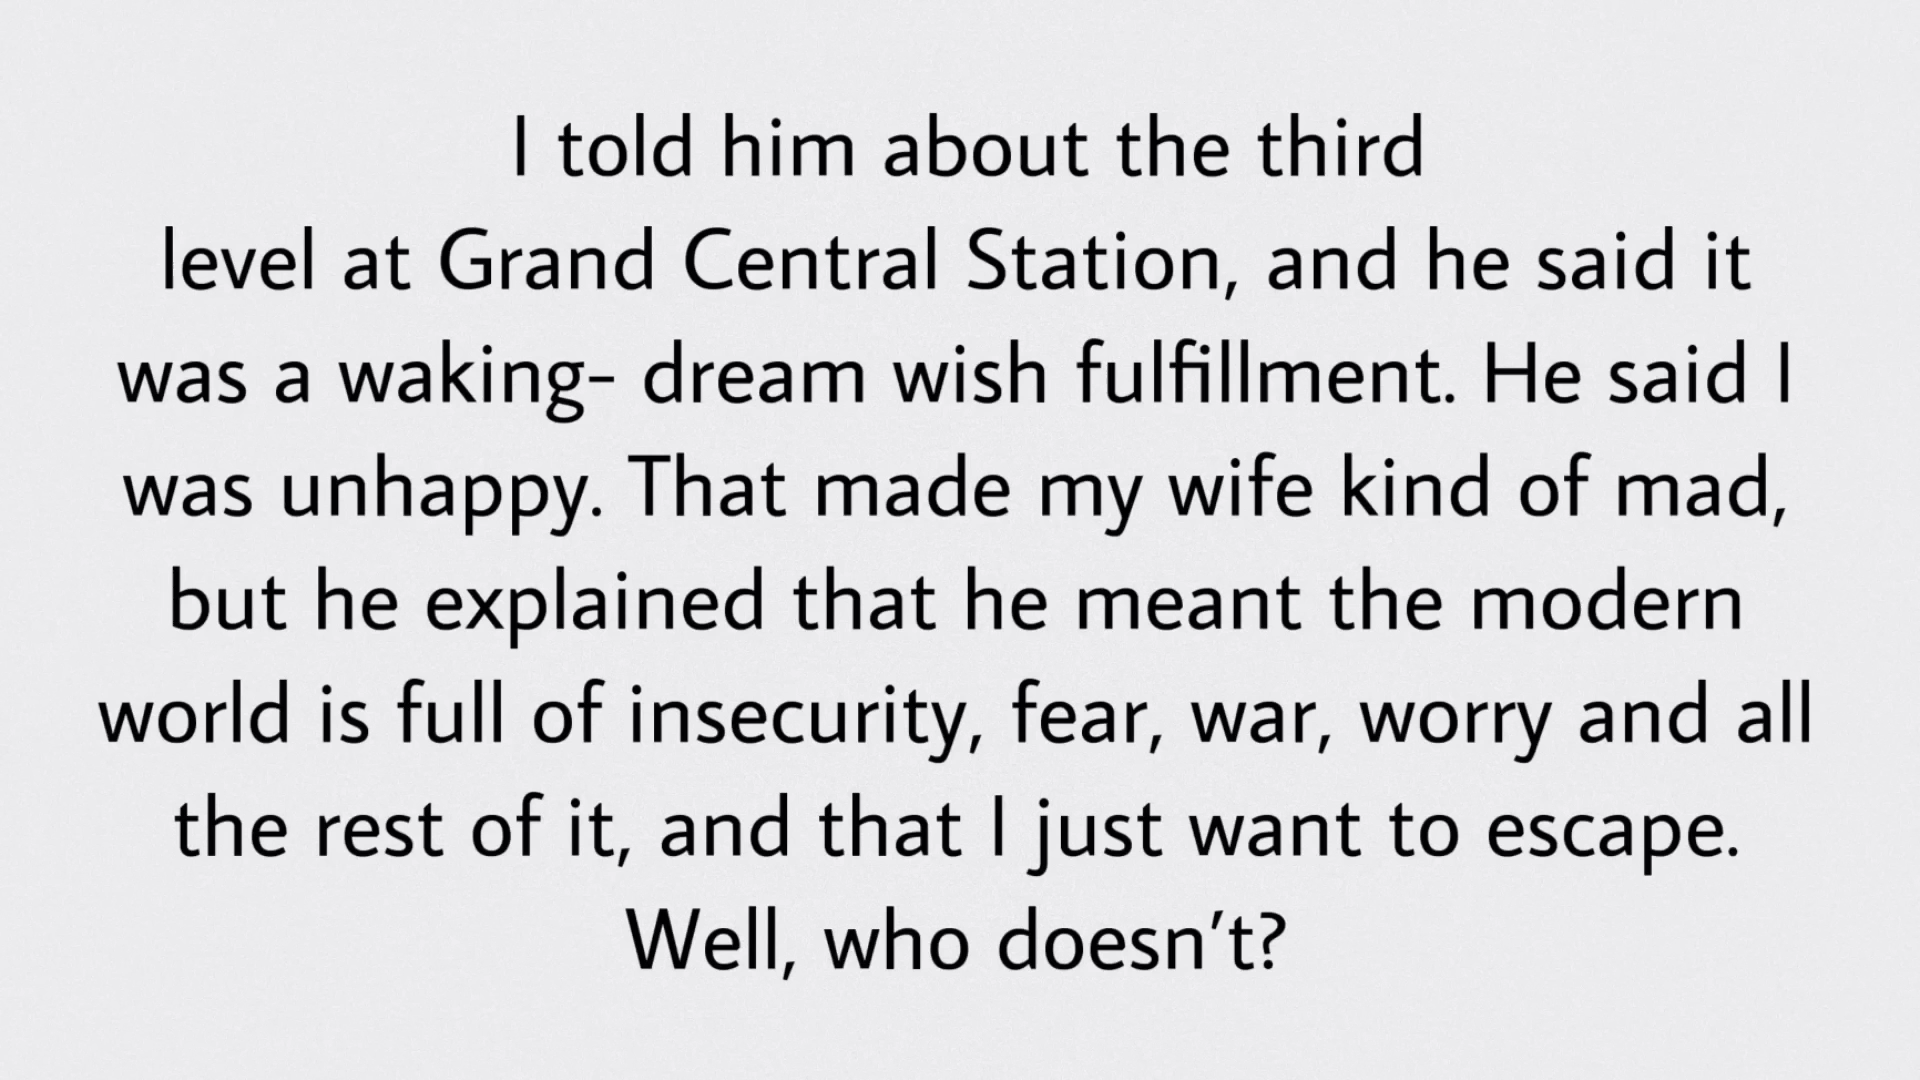 I told him about the third
level at Grand Central Station, and he said it
was a waking- dream wish fulfillment. He said I
was unhappy. That made my wife kind of mad,
but he explained that he meant the modern
world is full of insecurity, fear, war, worry and all
the rest of it, and that I just want to escape.
Well, who doesn’t?